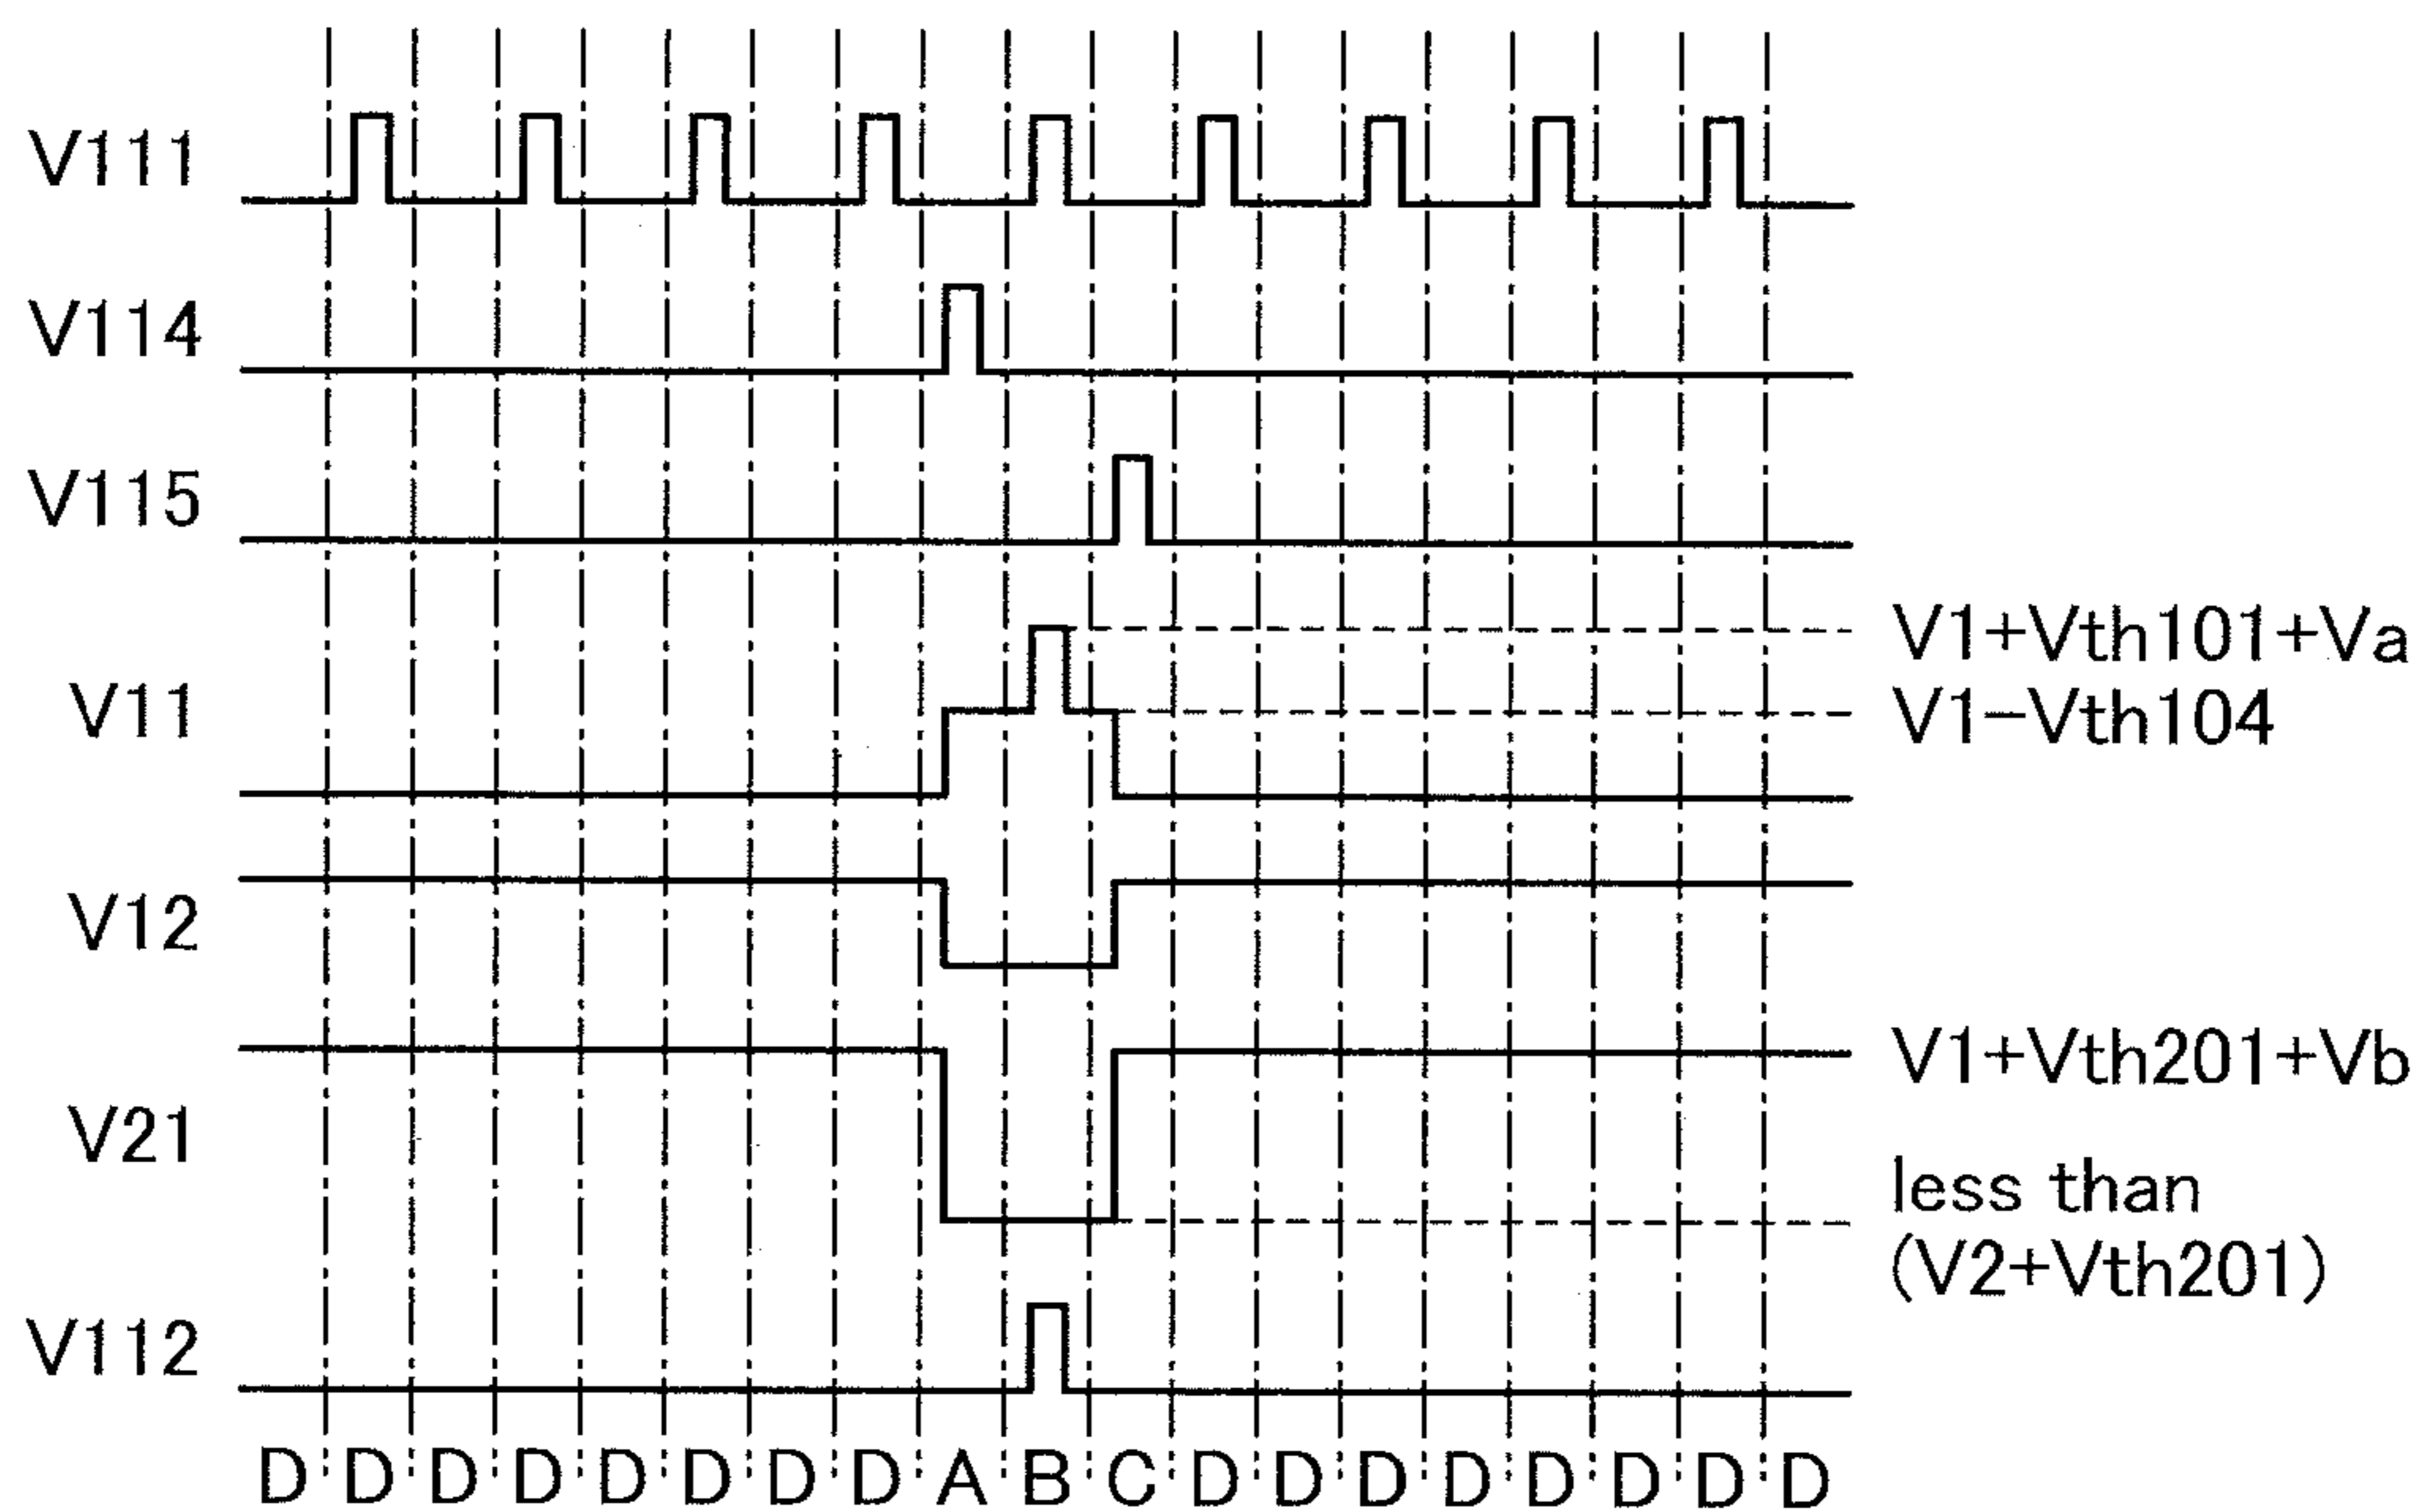 V111
V114
V115
V1+Vth101+Va
V11
V1-Vth104
V12
V1+Vth201+Vb
V21
less than
(V2+Vth201)
V112
D D D D D D D D A B C D D D D D D D D